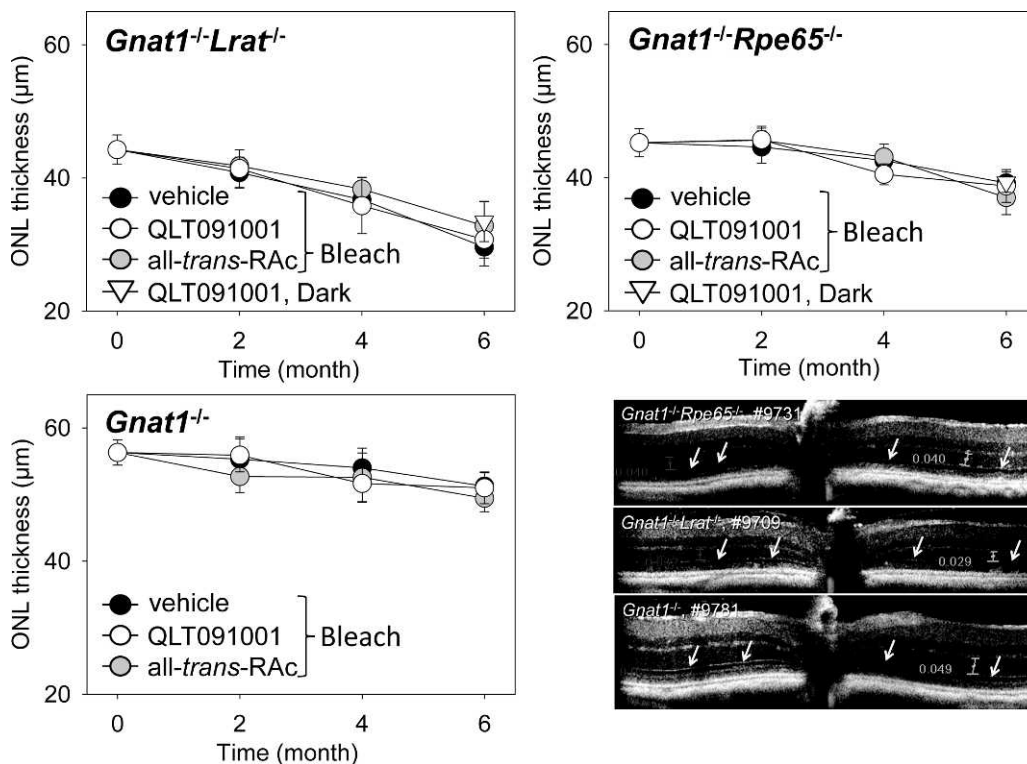 Gnat1-/-Lrat-/-
60
40
20
ONL thickness (µm)
vehicle
QLT091001
all-trans-RAc
Bleach
QLT091001, Dark
0 2 4 6
Time (month)
Gnat1-/-Rpe65-/-
60
40
20
ONL thickness (µm)
vehicle
QLT091001
all-trans-RAc
Bleach
QLT091001, Dark
0 2 4 6
Time (month)
Gnat1-/-
60
40
20
ONL thickness (µm)
vehicle
QLT091001
all-trans-RAc
Bleach
0 2 4 6
Time (month)
Gnat1-/-Rpe65-/-, #9731
0.040
0.040
Gnat1-/-Lrat-/-, #9709
0.029
Gnat1-/-, #9781
0.049